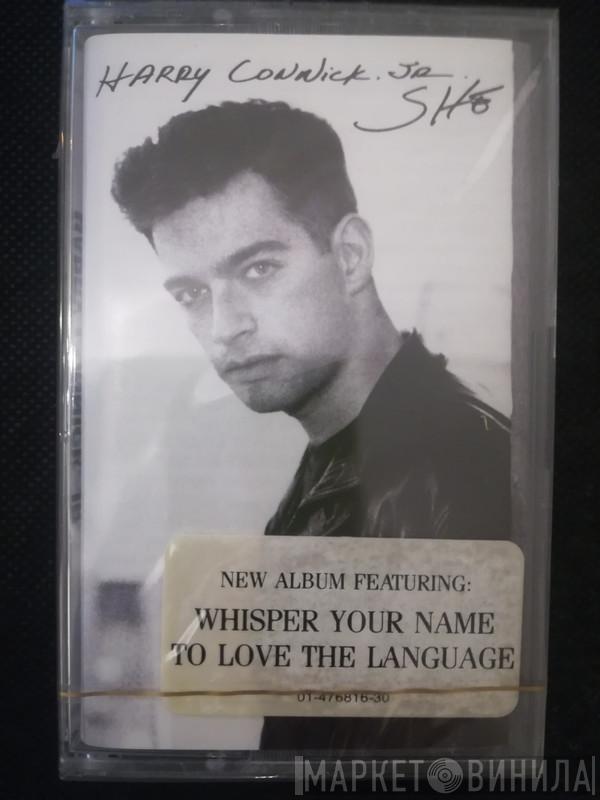 HARRY CONNICK. JR.
SHE
NEW ALBUM FEATURING:
WHISPER YOUR NAME
TO LOVE THE LANGUAGE
01-476816-30
МАРКЕТ ВИНИЛА